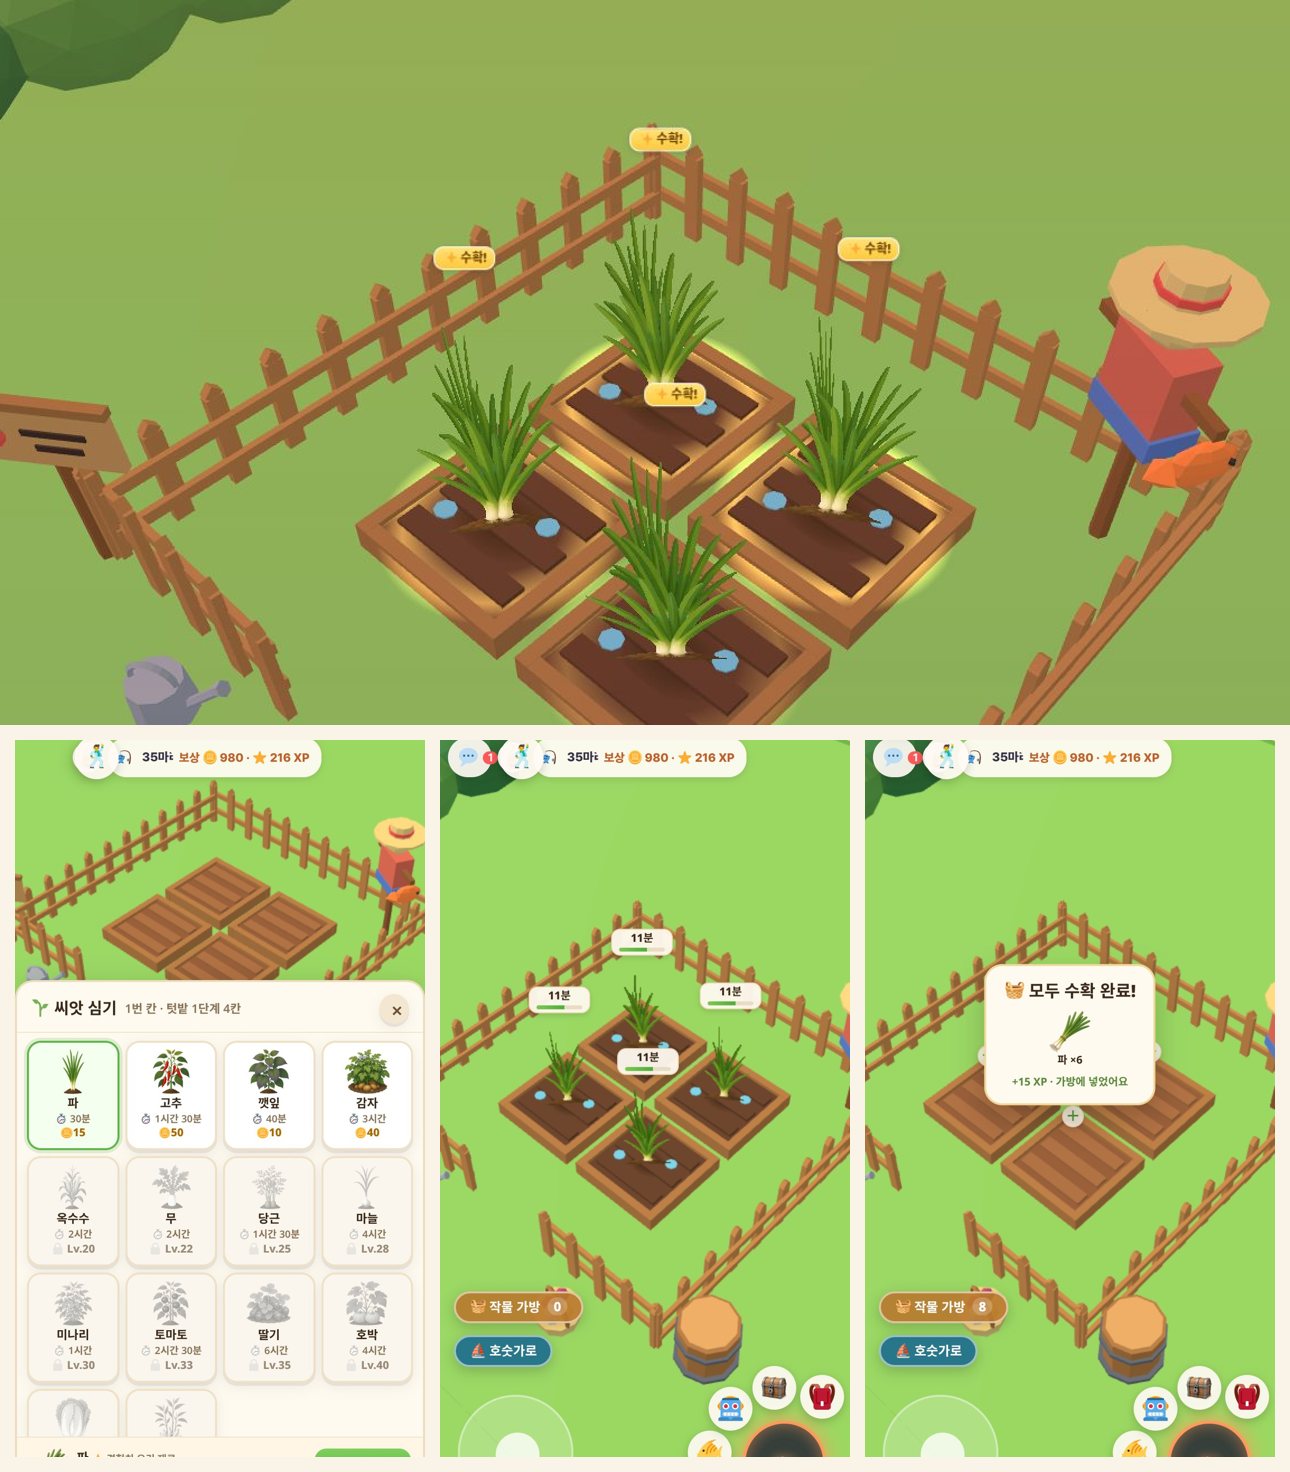 수확!
수확!
수확!
수확!
35마
보상 980 · 216 XP
씨앗 심기 1번 칸 · 텃밭 1단계 4칸
×
파
30분
15
고추
1시간 30분
50
깻잎
40분
10
감자
3시간
40
옥수수
2시간
Lv.20
무
2시간
Lv.22
당근
1시간 30분
Lv.25
마늘
4시간
Lv.28
미나리
1시간
Lv.30
토마토
2시간 30분
Lv.33
딸기
6시간
Lv.35
호박
4시간
Lv.40
파
1
35마
보상 980 · 216 XP
11분
11분
11분
11분
작물 가방 0
호숫가로
1
35마
보상 980 · 216 XP
모두 수확 완료!
파 ×6
+15 XP · 가방에 넣었어요
+
작물 가방 8
호숫가로